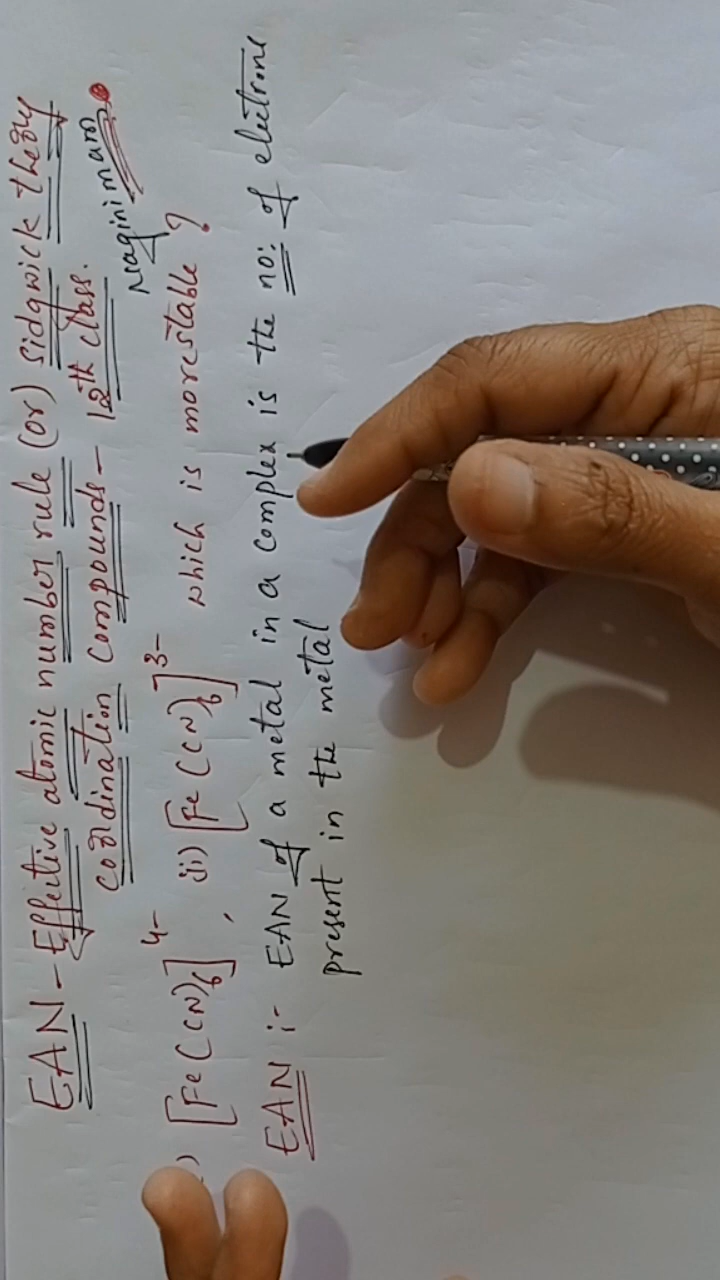 EAN - Effective atomic number rule (or) Sidgwick theory
coordination compounds - 12th class.
Nagini mam
i) [Fe(CN)6]4- , ii) [Fe(CN)6]3- which is more stable ?
EAN :- EAN of a metal in a complex is the no: of electrons
present in the metal